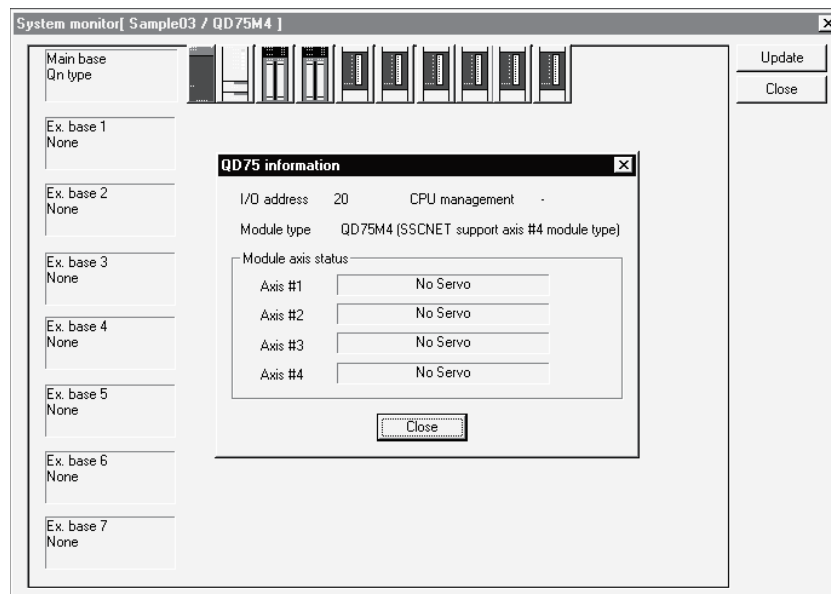 System monitor[ Sample03 / QD75M4 ]
Main base
Qn type
Update
Close
Ex. base 1
None
Ex. base 2
None
Ex. base 3
None
Ex. base 4
None
Ex. base 5
None
Ex. base 6
None
Ex. base 7
None
QD75 information
I/O address 20 CPU management -
Module type QD75M4 (SSCNET support axis #4 module type)
Module axis status
Axis #1 No Servo
Axis #2 No Servo
Axis #3 No Servo
Axis #4 No Servo
Close